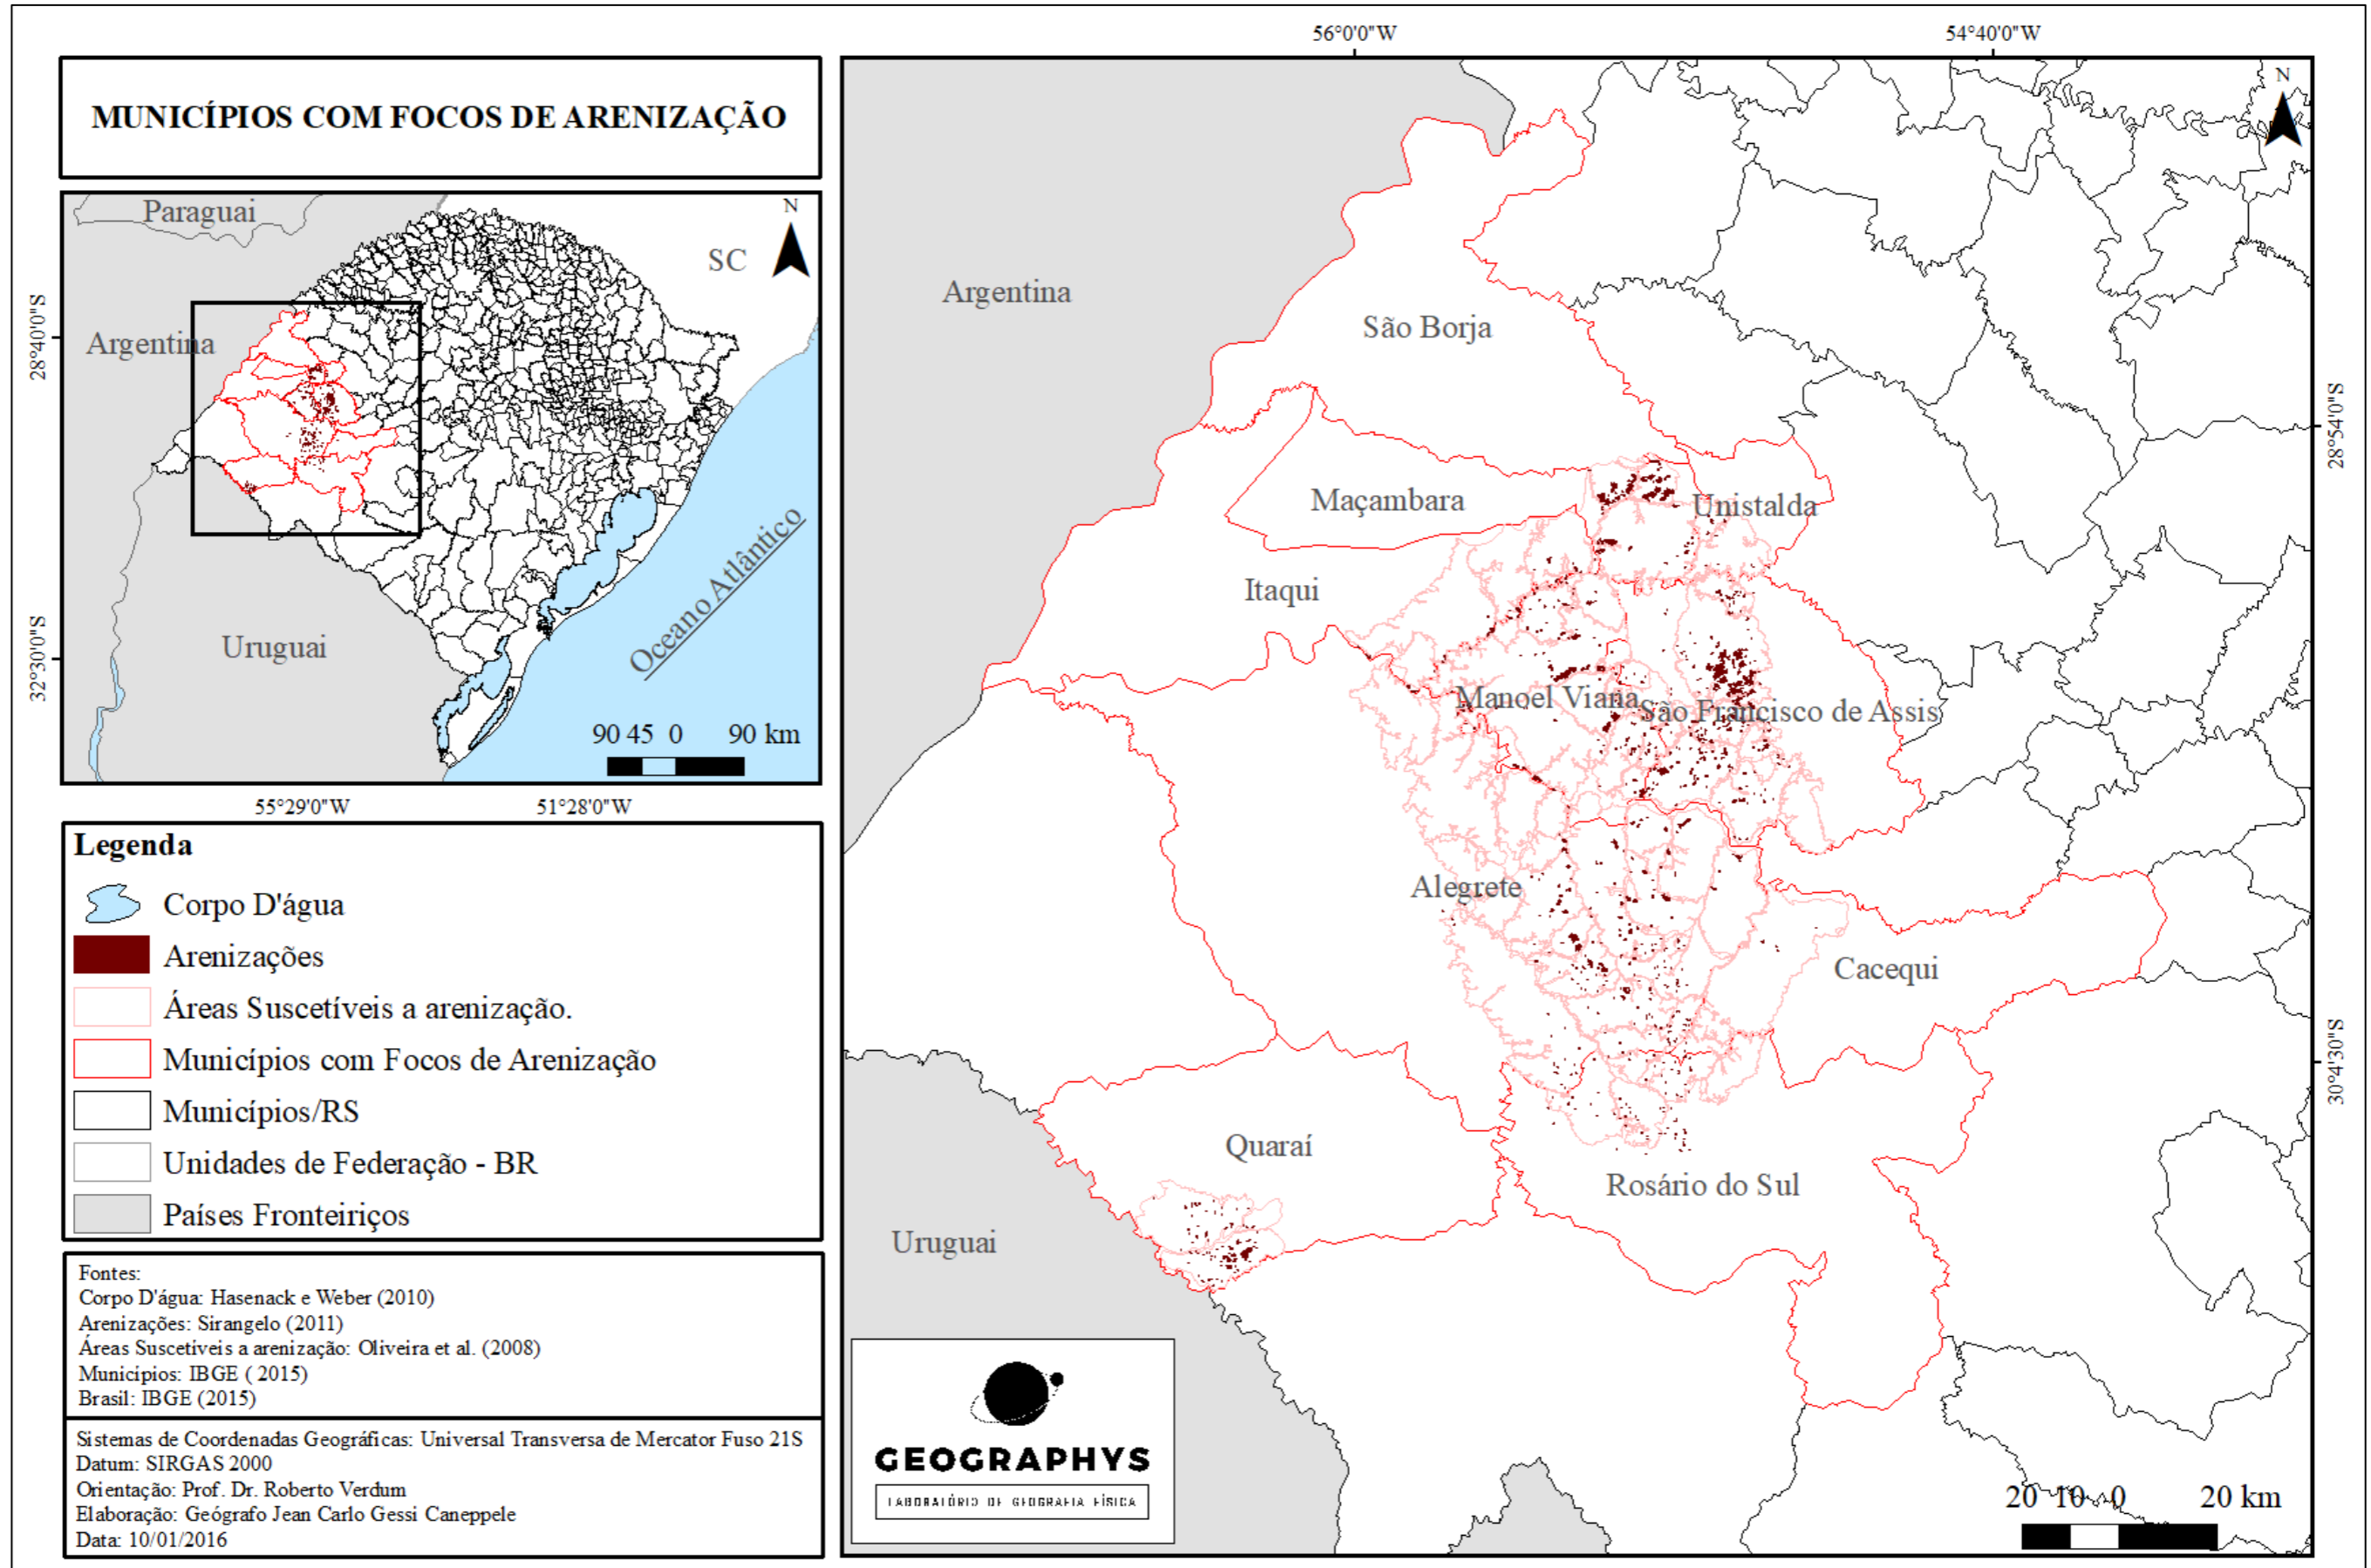 MUNICÍPIOS COM FOCOS DE ARENIZAÇÃO
Paraguai
N
SC
Argentina
Uruguai
Oceano Atlântico
90 45 0 90 km
28°40'0"S
32°30'0"S
55°29'0"W
51°28'0"W
Legenda
Corpo D'água
Arenizações
Áreas Suscetíveis a arenização.
Municípios com Focos de Arenização
Municípios/RS
Unidades de Federação - BR
Países Fronteiriços
Fontes:
Corpo D'água: Hasenack e Weber (2010)
Arenizações: Sirangelo (2011)
Áreas Suscetíveis a arenização: Oliveira et al. (2008)
Municípios: IBGE ( 2015)
Brasil: IBGE (2015)
Sistemas de Coordenadas Geográficas: Universal Transversa de Mercator Fuso 21S
Datum: SIRGAS 2000
Orientação: Prof. Dr. Roberto Verdum
Elaboração: Geógrafo Jean Carlo Gessi Caneppele
Data: 10/01/2016
56°0'0"W
54°40'0"W
N
Argentina
São Borja
Maçambara
Unistalda
Itaqui
Manoel Viana
São Francisco de Assis
Alegrete
Cacequi
Quaraí
Rosário do Sul
Uruguai
28°54'0"S
30°4'30"S
GEOGRAPHYS
LABORATÓRIO DE GEOGRAFIA FÍSICA
20 10 0 20 km